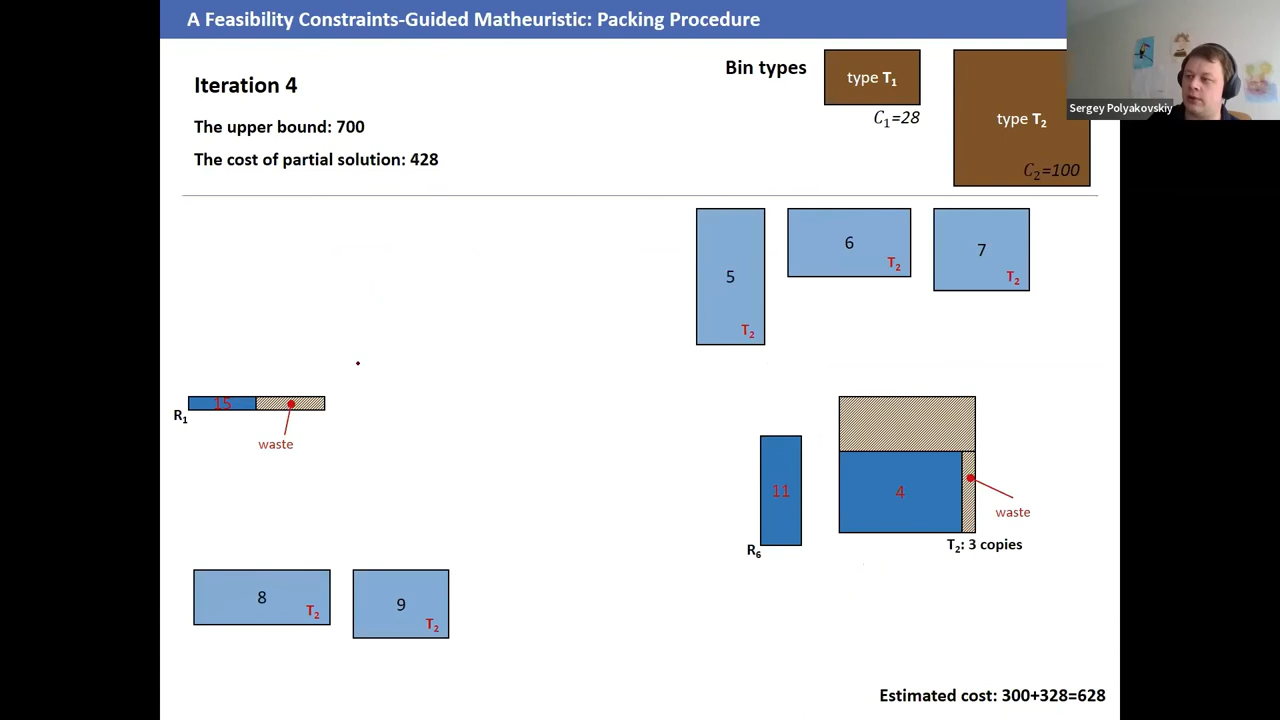 A Feasibility Constraints-Guided Matheuristic: Packing Procedure
Iteration 4
The upper bound: 700
The cost of partial solution: 428
Bin types
type T₁
C₁=28
type T₂
C₂=100
Sergey Polyakovskiy
5
T₂
6
T₂
7
T₂
15
R₁
waste
11
R₆
4
waste
T₂: 3 copies
8
T₂
9
T₂
Estimated cost: 300+328=628